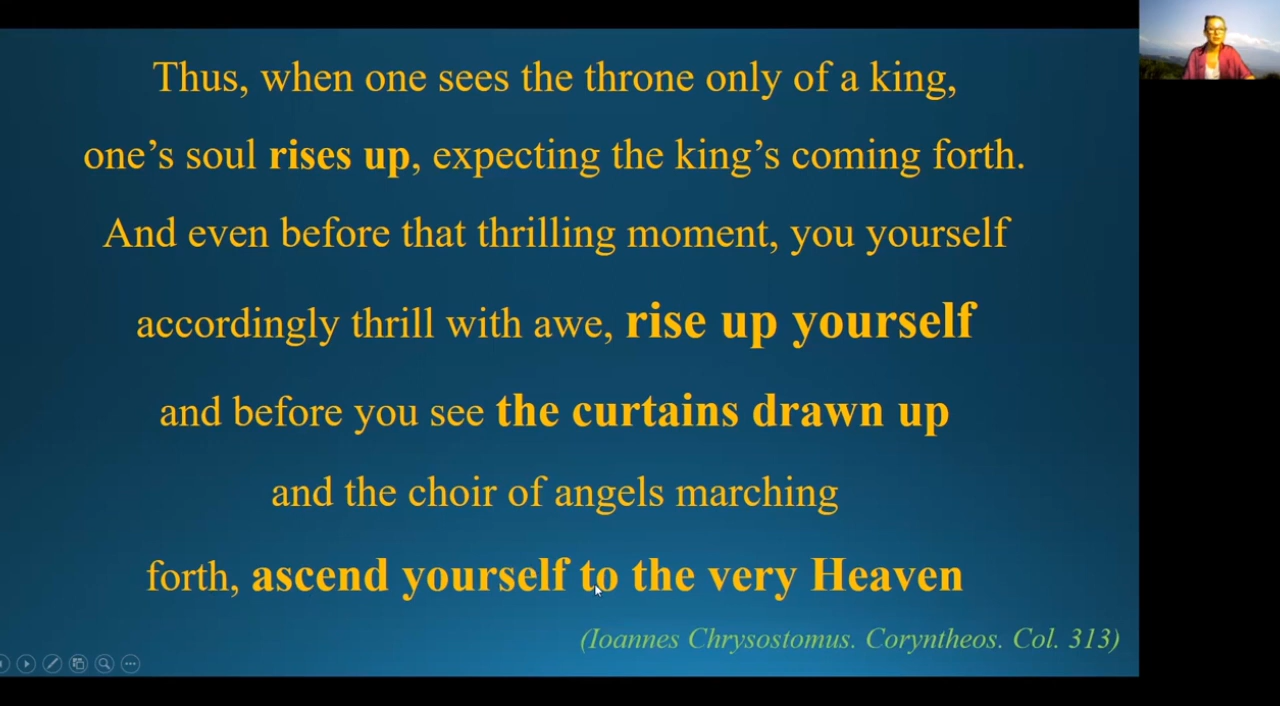 Thus, when one sees the throne only of a king,
one’s soul rises up, expecting the king’s coming forth.
And even before that thrilling moment, you yourself
accordingly thrill with awe, rise up yourself
and before you see the curtains drawn up
and the choir of angels marching
forth, ascend yourself to the very Heaven
(Ioannes Chrysostomus. Coryntheos. Col. 313)